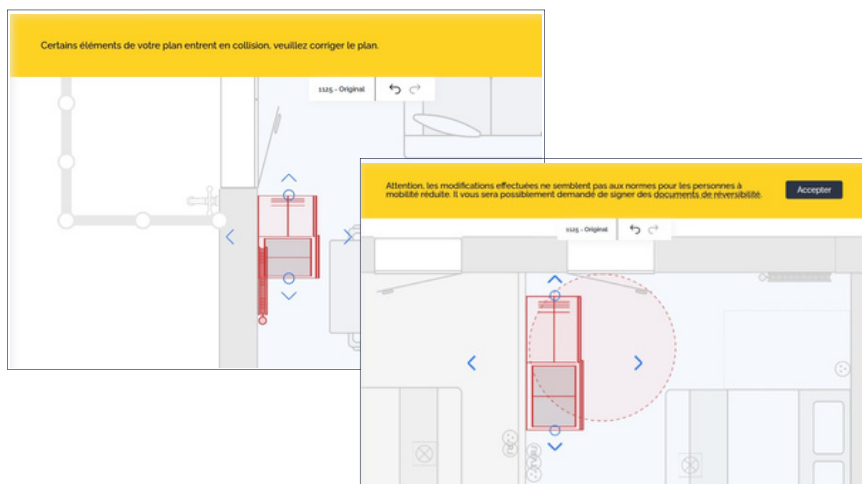 Certains éléments de votre plan entrent en collision, veuillez corriger le plan.
1125 - Original
Attention, les modifications effectuées ne semblent pas aux normes pour les personnes à
mobilité réduite. Il vous sera possiblement demandé de signer des documents de réversibilité.
Accepter
1125 - Original